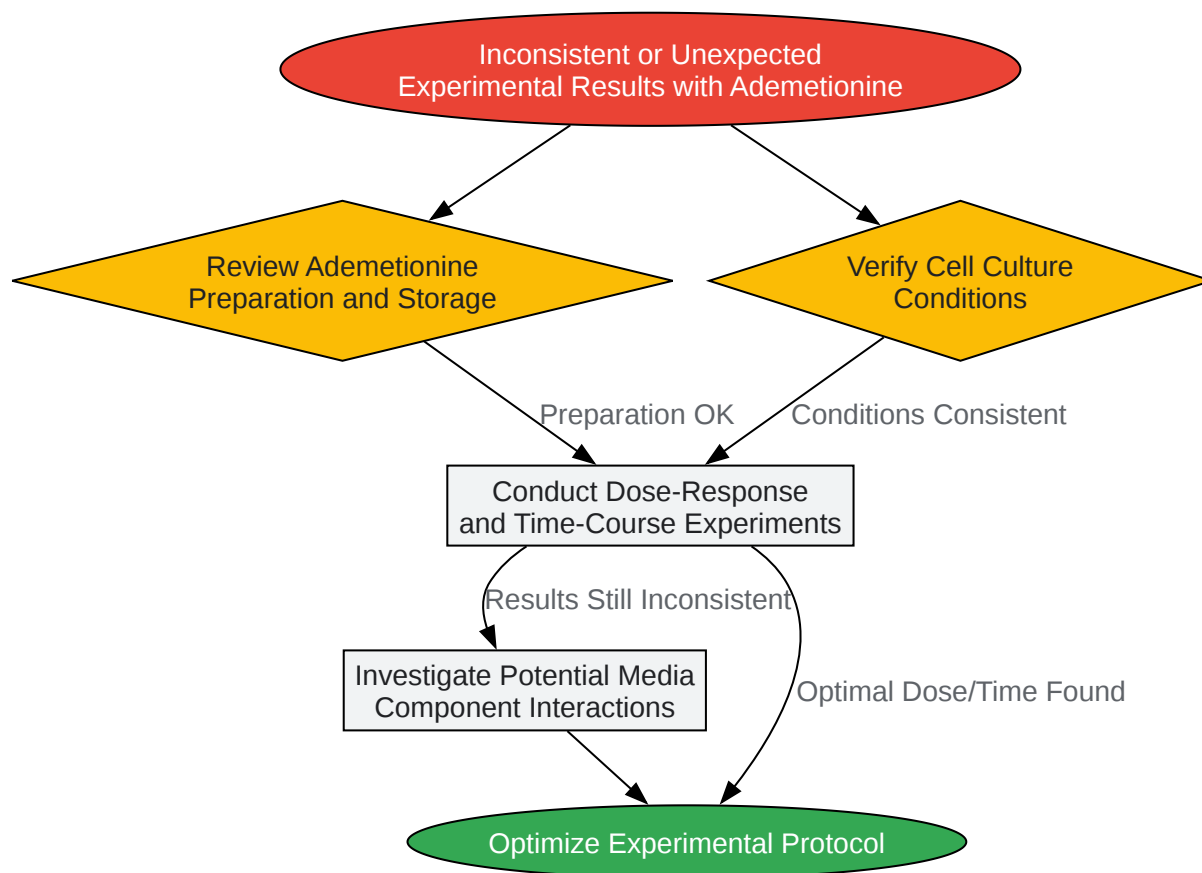 Inconsistent or Unexpected
Experimental Results with Ademetionine
Review Ademetionine
Preparation and Storage
Verify Cell Culture
Conditions
Preparation OK
Conditions Consistent
Conduct Dose-Response
and Time-Course Experiments
Results Still Inconsistent
Investigate Potential Media
Component Interactions
Optimal Dose/Time Found
Optimize Experimental Protocol